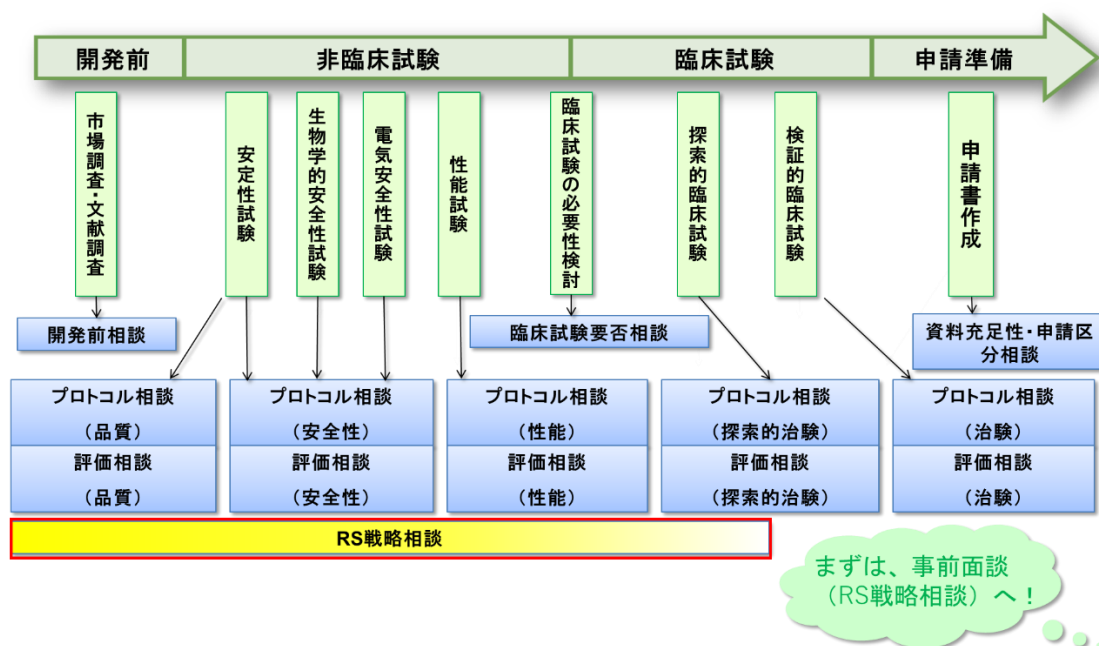 開発前
非臨床試験
臨床試験
申請準備
市場調査・文献調査
安定性試験
生物学的安全性試験
電気安全性試験
性能試験
臨床試験の必要性検討
探索的臨床試験
検証的臨床試験
申請書作成
開発前相談
臨床試験要否相談
資料充足性・申請区
分相談
プロトコル相談
（品質）
評価相談
（品質）
プロトコル相談
（安全性）
評価相談
（安全性）
プロトコル相談
（性能）
評価相談
（性能）
プロトコル相談
（探索的治験）
評価相談
（探索的治験）
プロトコル相談
（治験）
評価相談
（治験）
RS戦略相談
まずは、事前面談
（RS戦略相談）へ！